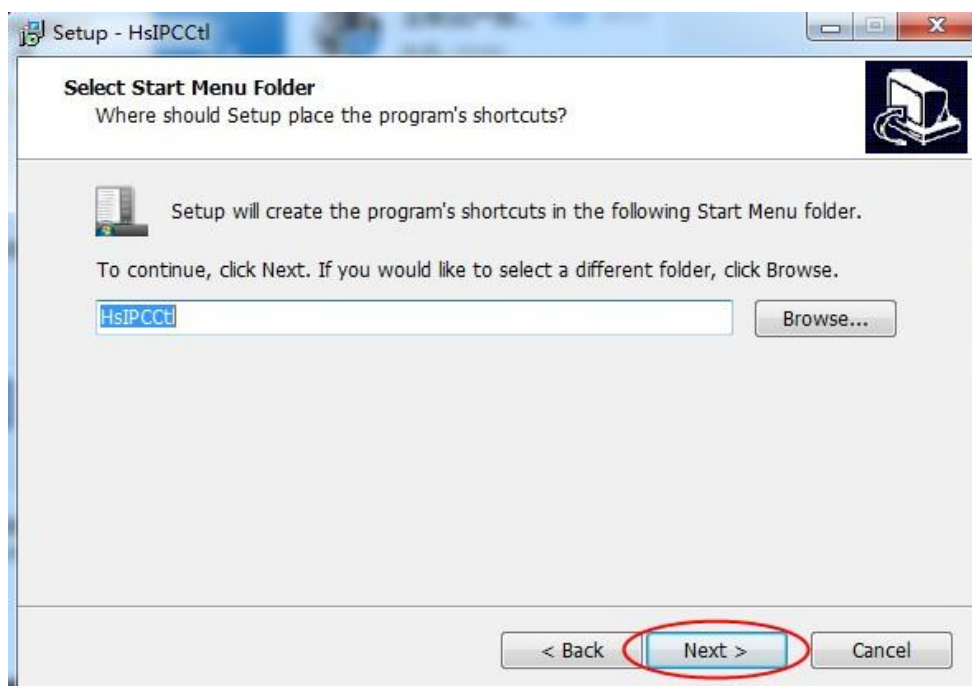 Setup - HsIPCCtl
Select Start Menu Folder
Where should Setup place the program's shortcuts?
Setup will create the program's shortcuts in the following Start Menu folder.
To continue, click Next. If you would like to select a different folder, click Browse.
HsIPCCtl
Browse...
< Back
Next >
Cancel